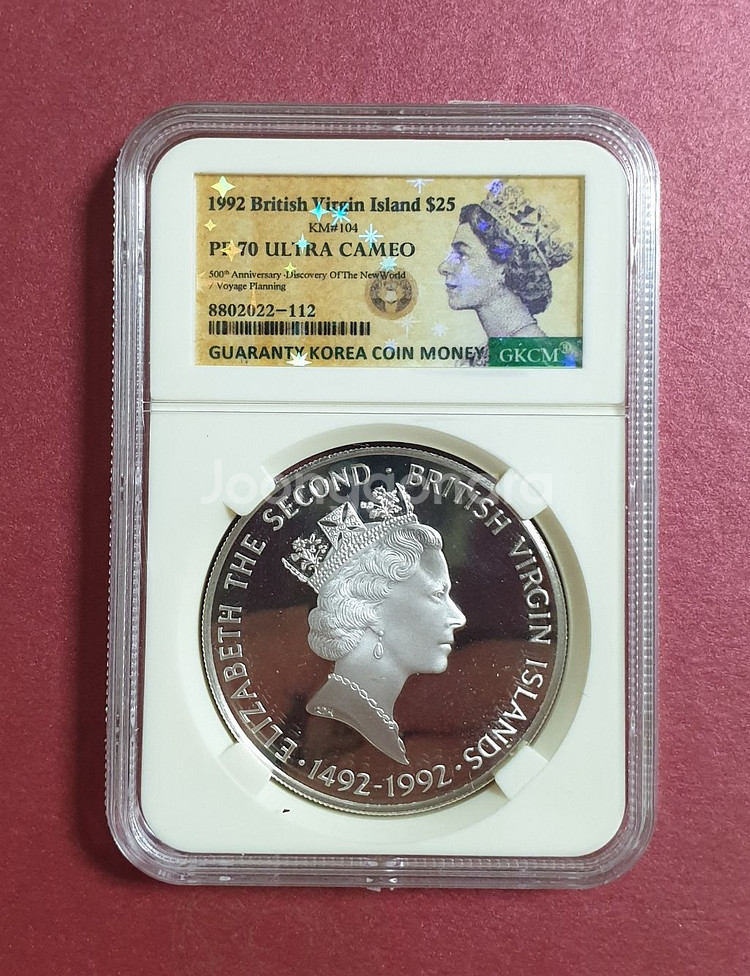 1992 British Virgin Island $25
KM#104
PF 70 ULTRA CAMEO
500th Anniversary-Discovery Of The NewWorld
/ Voyage Planning
8802022-112
GUARANTY KOREA COIN MONEY GKCM®
Joonggonara
ELIZABETH THE SECOND · BRITISH VIRGIN ISLANDS · 1492-1992 ·